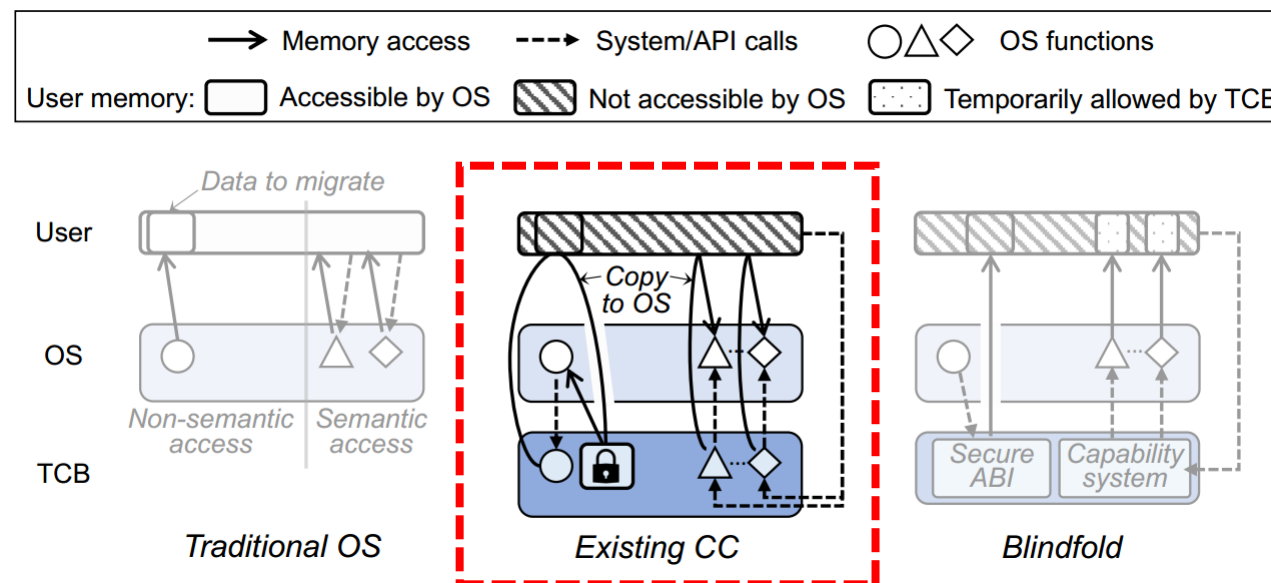 Memory access System/API calls OS functions
User memory: Accessible by OS Not accessible by OS Temporarily allowed by TCB
Data to migrate
User
Copy
to OS
OS
Non-semantic
access
Semantic
access
TCB
Secure
ABI
Capability
system
Traditional OS Existing CC Blindfold